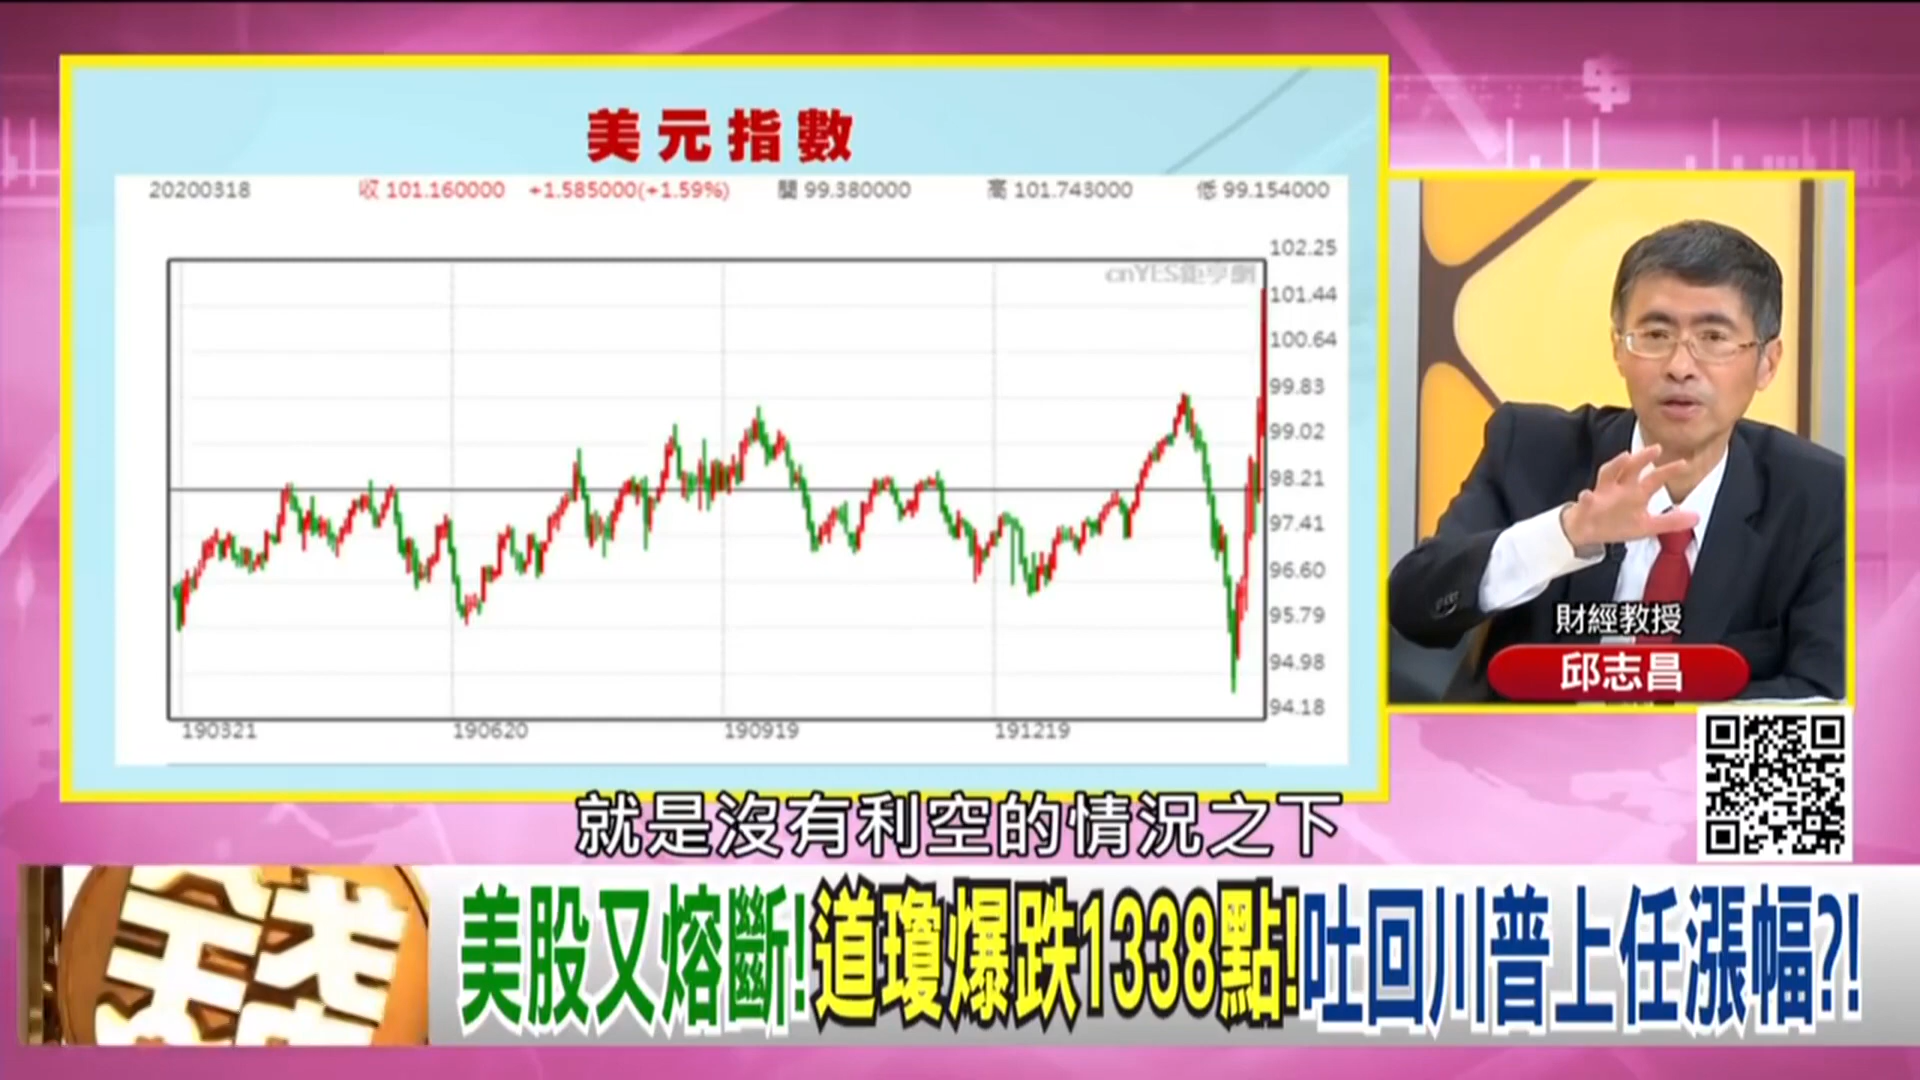 美元指數
20200318 收 101.160000 +1.585000(+1.59%) 開 99.380000 高 101.743000 低 99.154000
cnYES鉅亨網
102.25
101.44
100.64
99.83
99.02
98.21
97.41
96.60
95.79
94.98
94.18
190321 190620 190919 191219
財經教授
邱志昌
就是沒有利空的情況之下
美股又熔斷!道瓊爆跌1338點!吐回川普上任漲幅?!